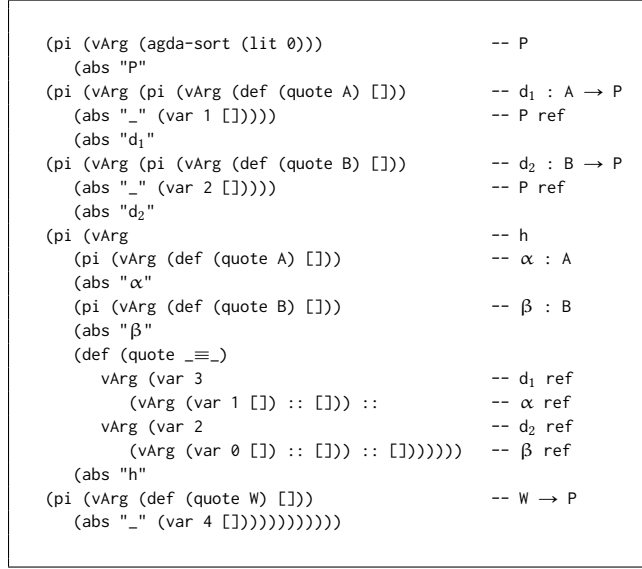 (pi (vArg (agda-sort (lit 0))) -- P
(abs "P"
(pi (vArg (pi (vArg (def (quote A) [])) -- d₁ : A → P
(abs "_" (var 1 [])))) -- P ref
(abs "d₁"
(pi (vArg (pi (vArg (def (quote B) [])) -- d₂ : B → P
(abs "_" (var 2 [])))) -- P ref
(abs "d₂"
(pi (vArg -- h
(pi (vArg (def (quote A) [])) -- α : A
(abs "α"
(pi (vArg (def (quote B) [])) -- β : B
(abs "β"
(def (quote _≡_)
vArg (var 3 -- d₁ ref
(vArg (var 1 []) :: [])) :: -- α ref
vArg (var 2 -- d₂ ref
(vArg (var 0 []) :: [])) :: [])))))) -- β ref
(abs "h"
(pi (vArg (def (quote W) [])) -- W → P
(abs "_" (var 4 [])))))))))))